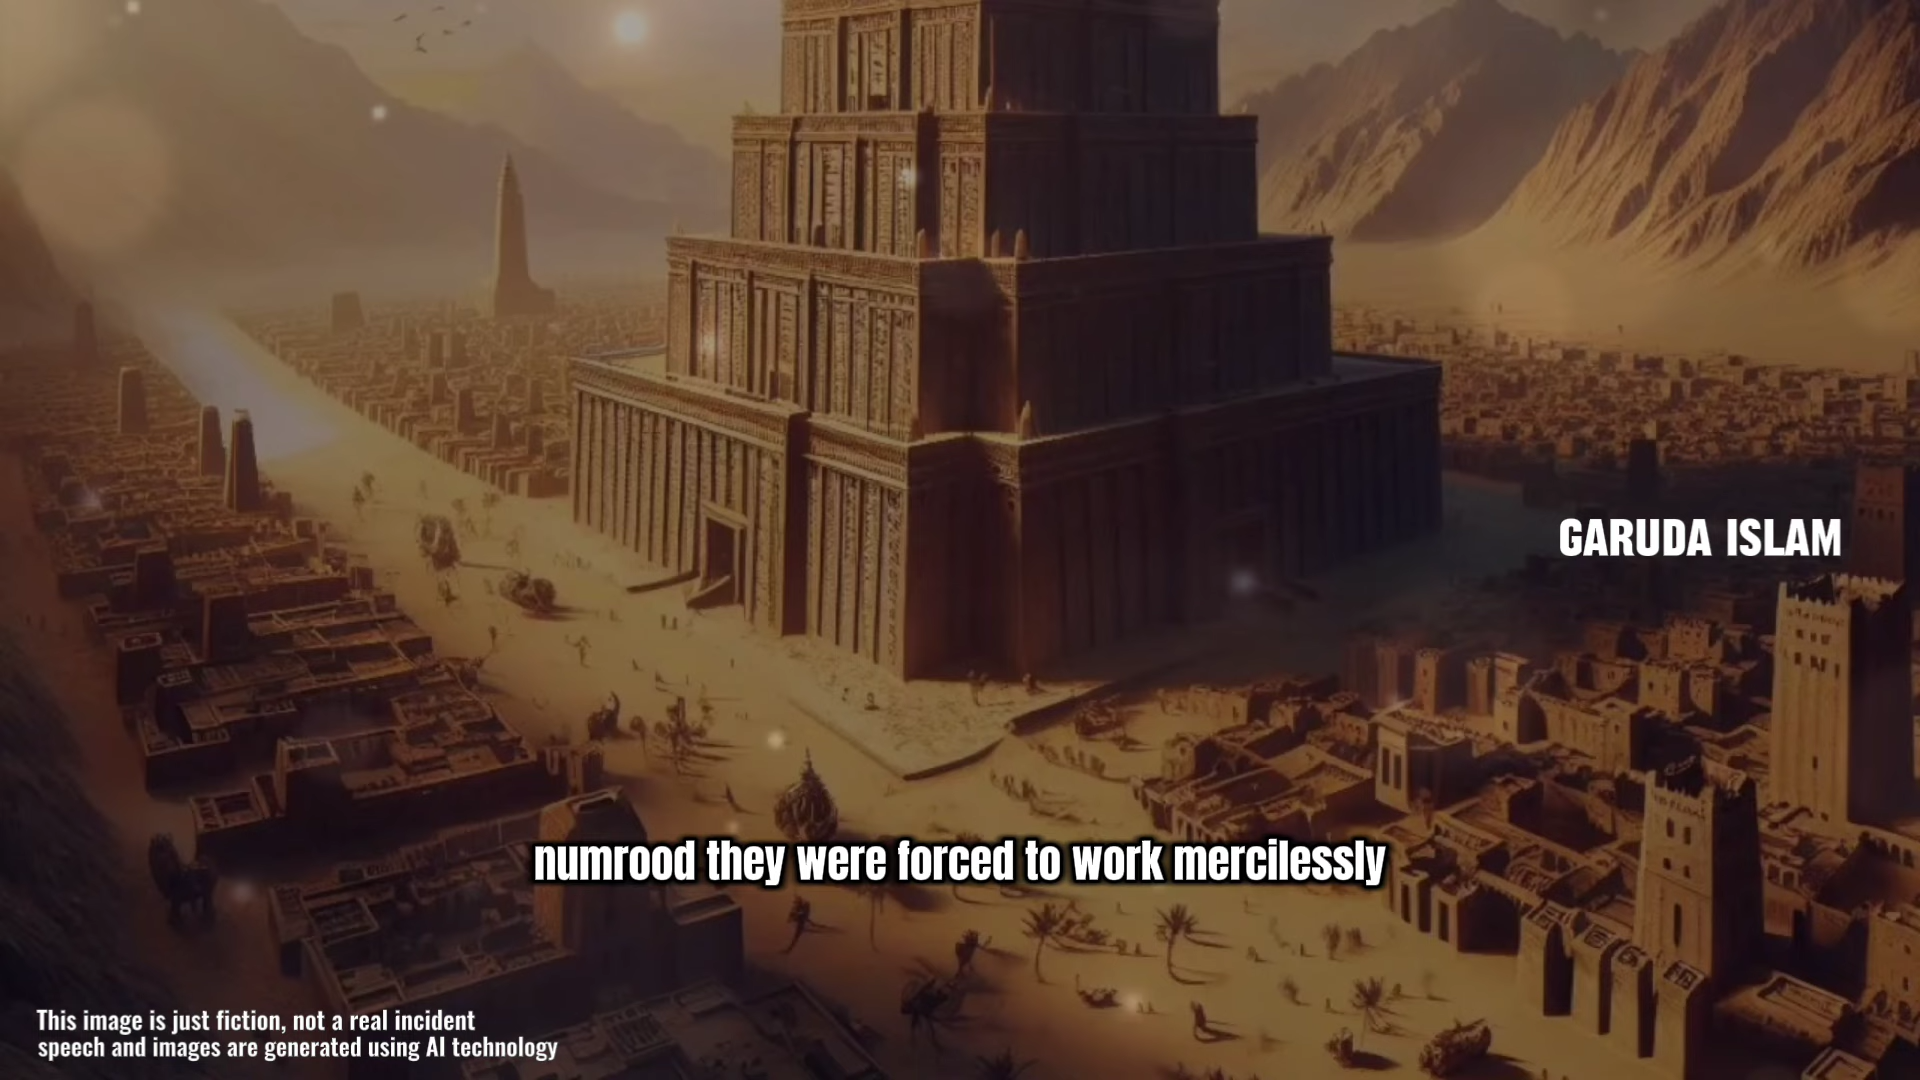 GARUDA ISLAM
numrood they were forced to work mercilessly
This image is just fiction, not a real incident
speech and images are generated using AI technology